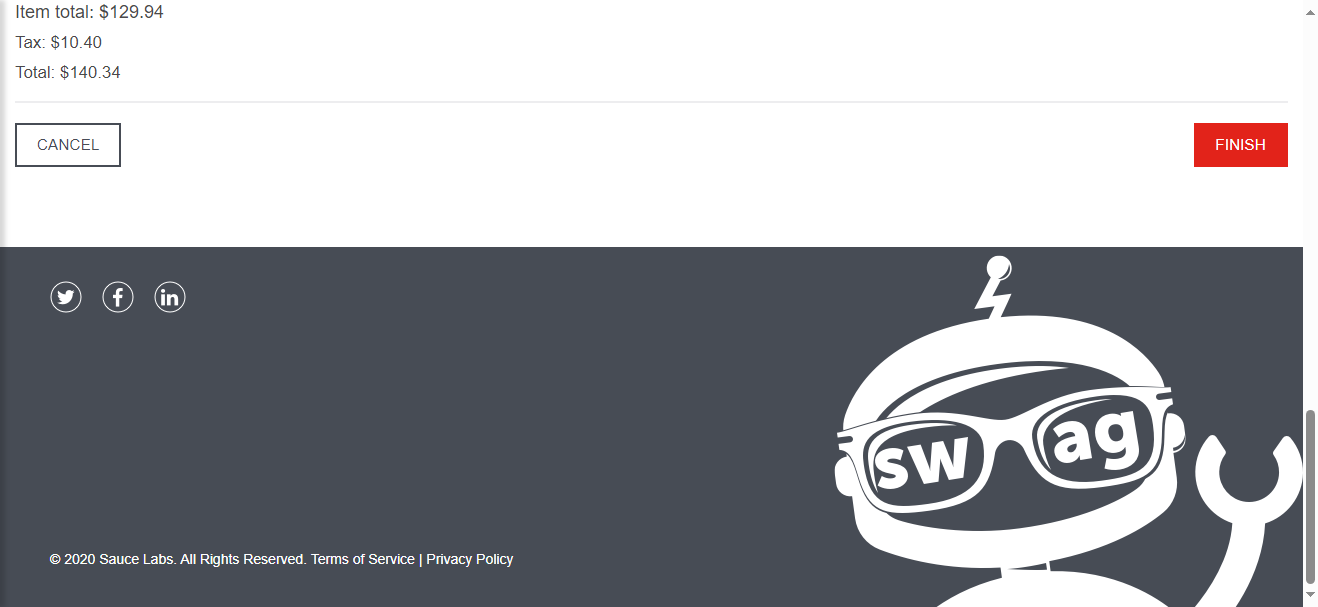 Item total: $129.94
Tax: $10.40
Total: $140.34
CANCEL
FINISH
sw ag
© 2020 Sauce Labs. All Rights Reserved. Terms of Service | Privacy Policy